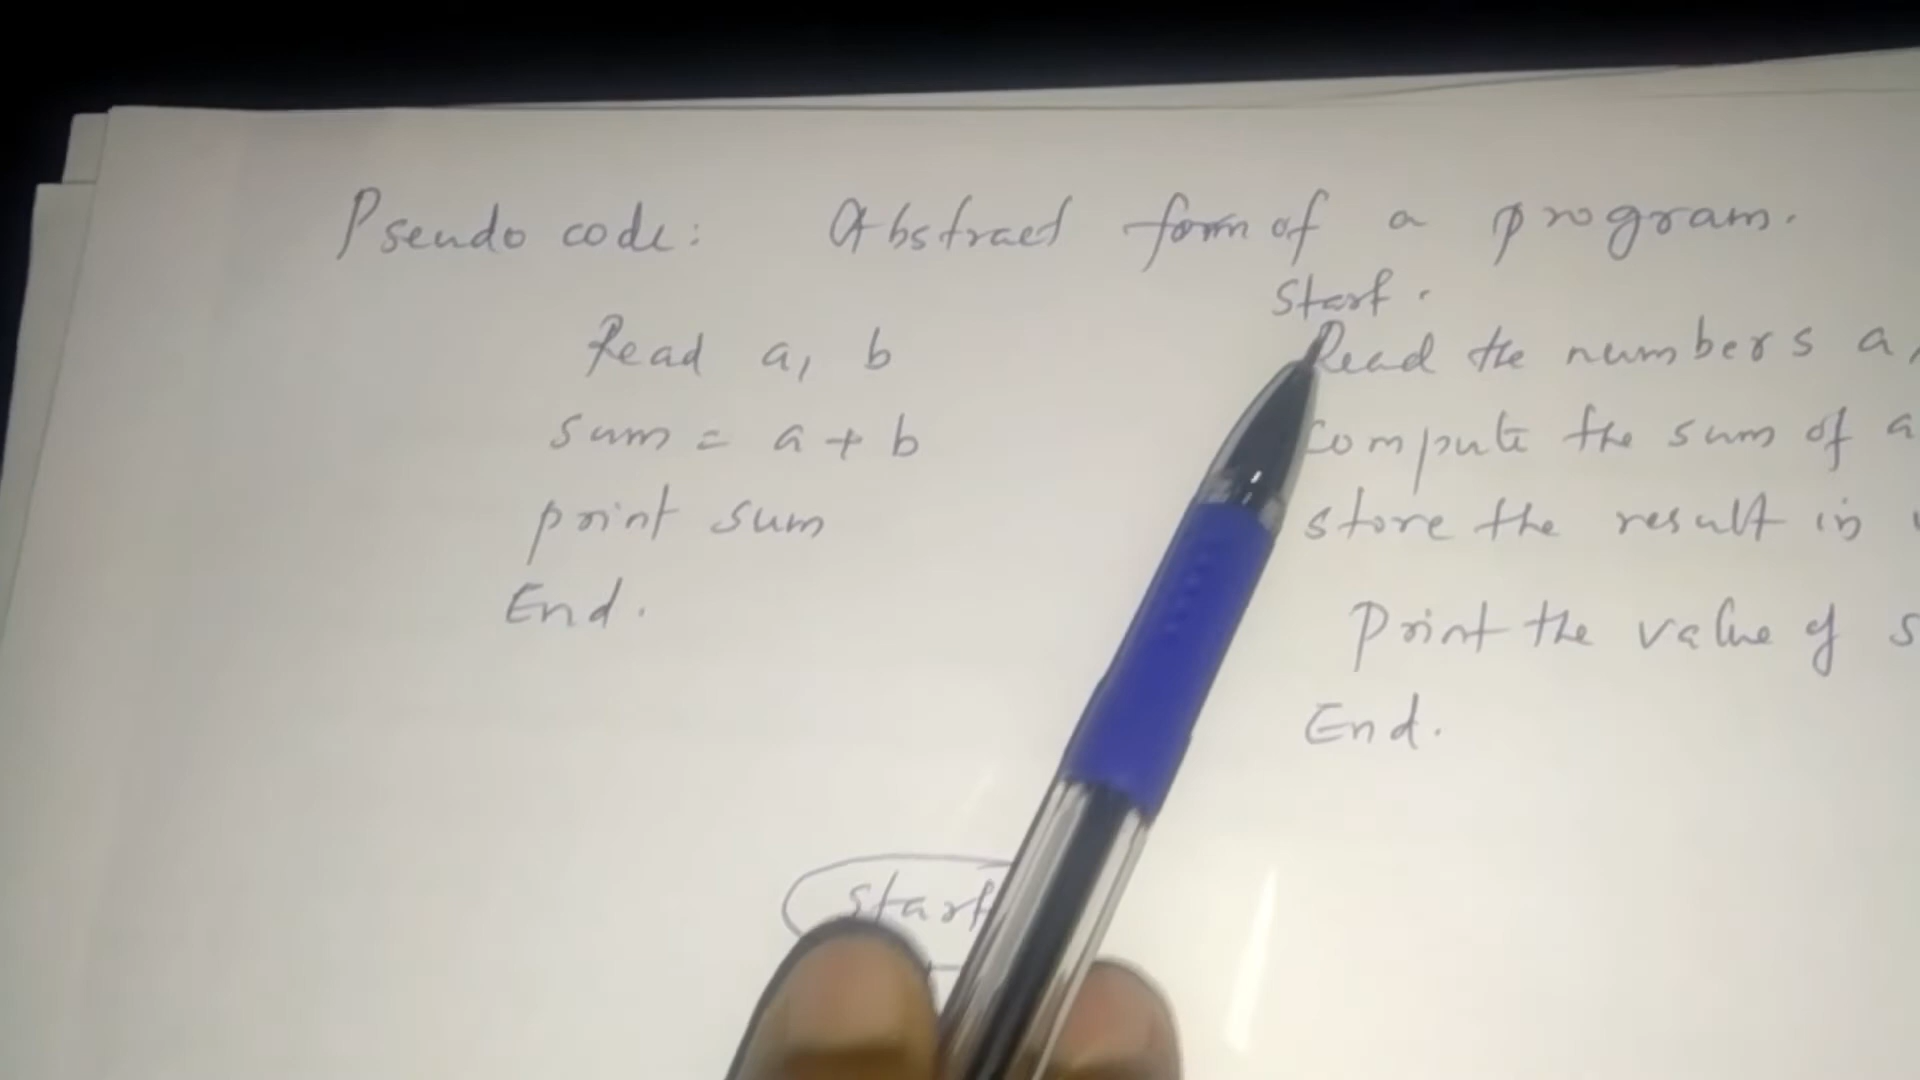 Pseudo code: Abstract form of a program.
Read a, b
sum = a + b
print sum
End.
Start.
Read the numbers a,
Compute the sum of a
store the result in
Print the value of s
End.
Start